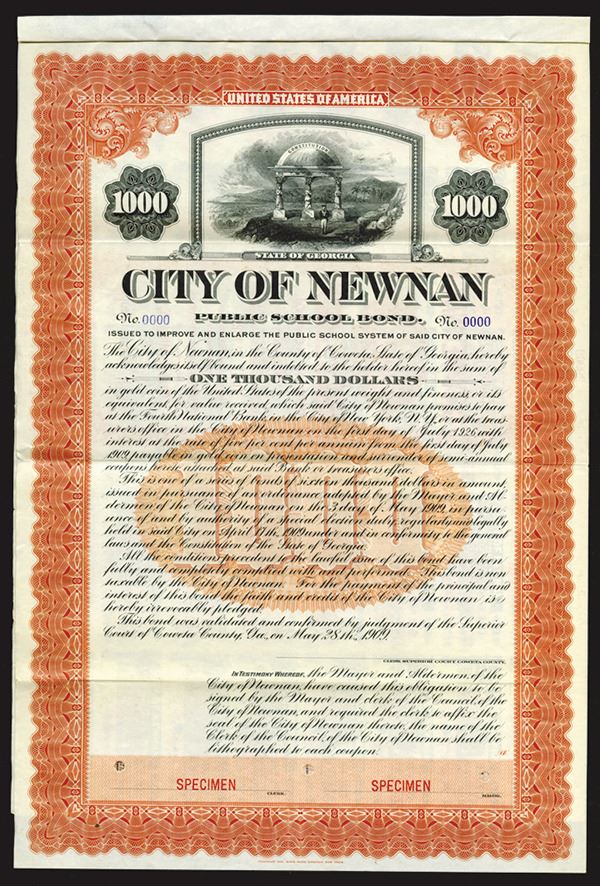 UNITED STATES OF AMERICA
CONSTITUTION
1000
1000
STATE OF GEORGIA
CITY OF NEWNAN
No. 0000
PUBLIC SCHOOL BOND.
No. 0000
ISSUED TO IMPROVE AND ENLARGE THE PUBLIC SCHOOL SYSTEM OF SAID CITY OF NEWNAN.
The City of Newnan, in the County of Coweta, State of Georgia, hereby
acknowledges itself bound and indebted to the holder hereof in the sum of
ONE THOUSAND DOLLARS
in gold coin of the United States of the present weight and fineness, or its
equivalent, for value received, which said City of Newnan promises to pay
at the Fourth National Bank, in the City of New York, N.Y., or at the treas-
urers office in the City of Newnan on the first day of July 1926 with
interest at the rate of five per cent per annum from the first day of July
1909 payable in gold coin on presentation and surrender of semi-annual
coupons hereto attached, at said Bank or treasurers office.
This is one of a series of bonds of sixteen thousand dollars in amount
issued in pursuance of an ordinance adopted by the Mayor and Al-
dermen of the City of Newnan on the 3 day of May 1909, in pursu-
ance of and by authority of a special election duly, regularly and legally
held in said City on April 17th, 1909, and issued in conformity to the general
laws and the Constitution of the State of Georgia.
All the conditions precedent to the lawful issue of this bond have been
fully and completely complied with and performed. This bond is non
taxable by the City of Newnan. For the payment of the principal and
interest of this bond the faith and credit of the City of Newnan is
hereby irrevocably pledged.
This bond was validated and confirmed by judgment of the Superior
Court of Coweta County, Ga., on May 28th, 1909.
CLERK SUPERIOR COURT COWETA COUNTY.
IN TESTIMONY WHEREOF, the Mayor and Aldermen of the
City of Newnan, have caused this obligation to be
signed by the Mayor and clerk of the Council, of the
City of Newnan, and required the clerk to affix the
seal of the City of Newnan thereto, the name of the
Clerk of the Council, of the City of Newnan shall be
lithographed to each coupon.
SPECIMEN
CLERK.
SPECIMEN
MAYOR.